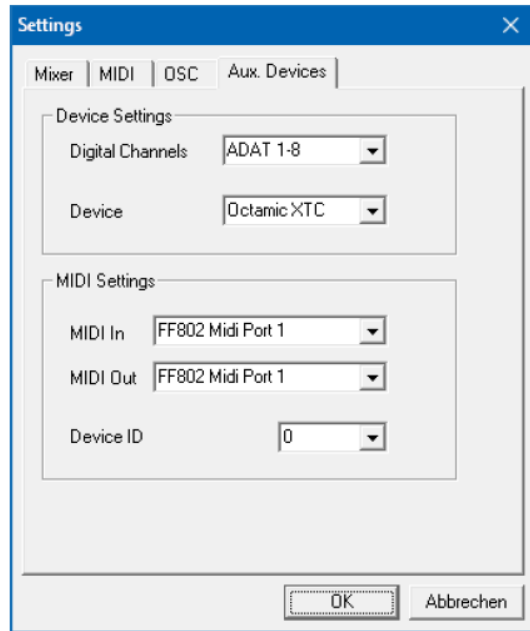 Settings
Mixer MIDI OSC Aux. Devices
Device Settings
Digital Channels ADAT 1-8
Device Octamic XTC
MIDI Settings
MIDI In FF802 Midi Port 1
MIDI Out FF802 Midi Port 1
Device ID 0
OK Abbrechen